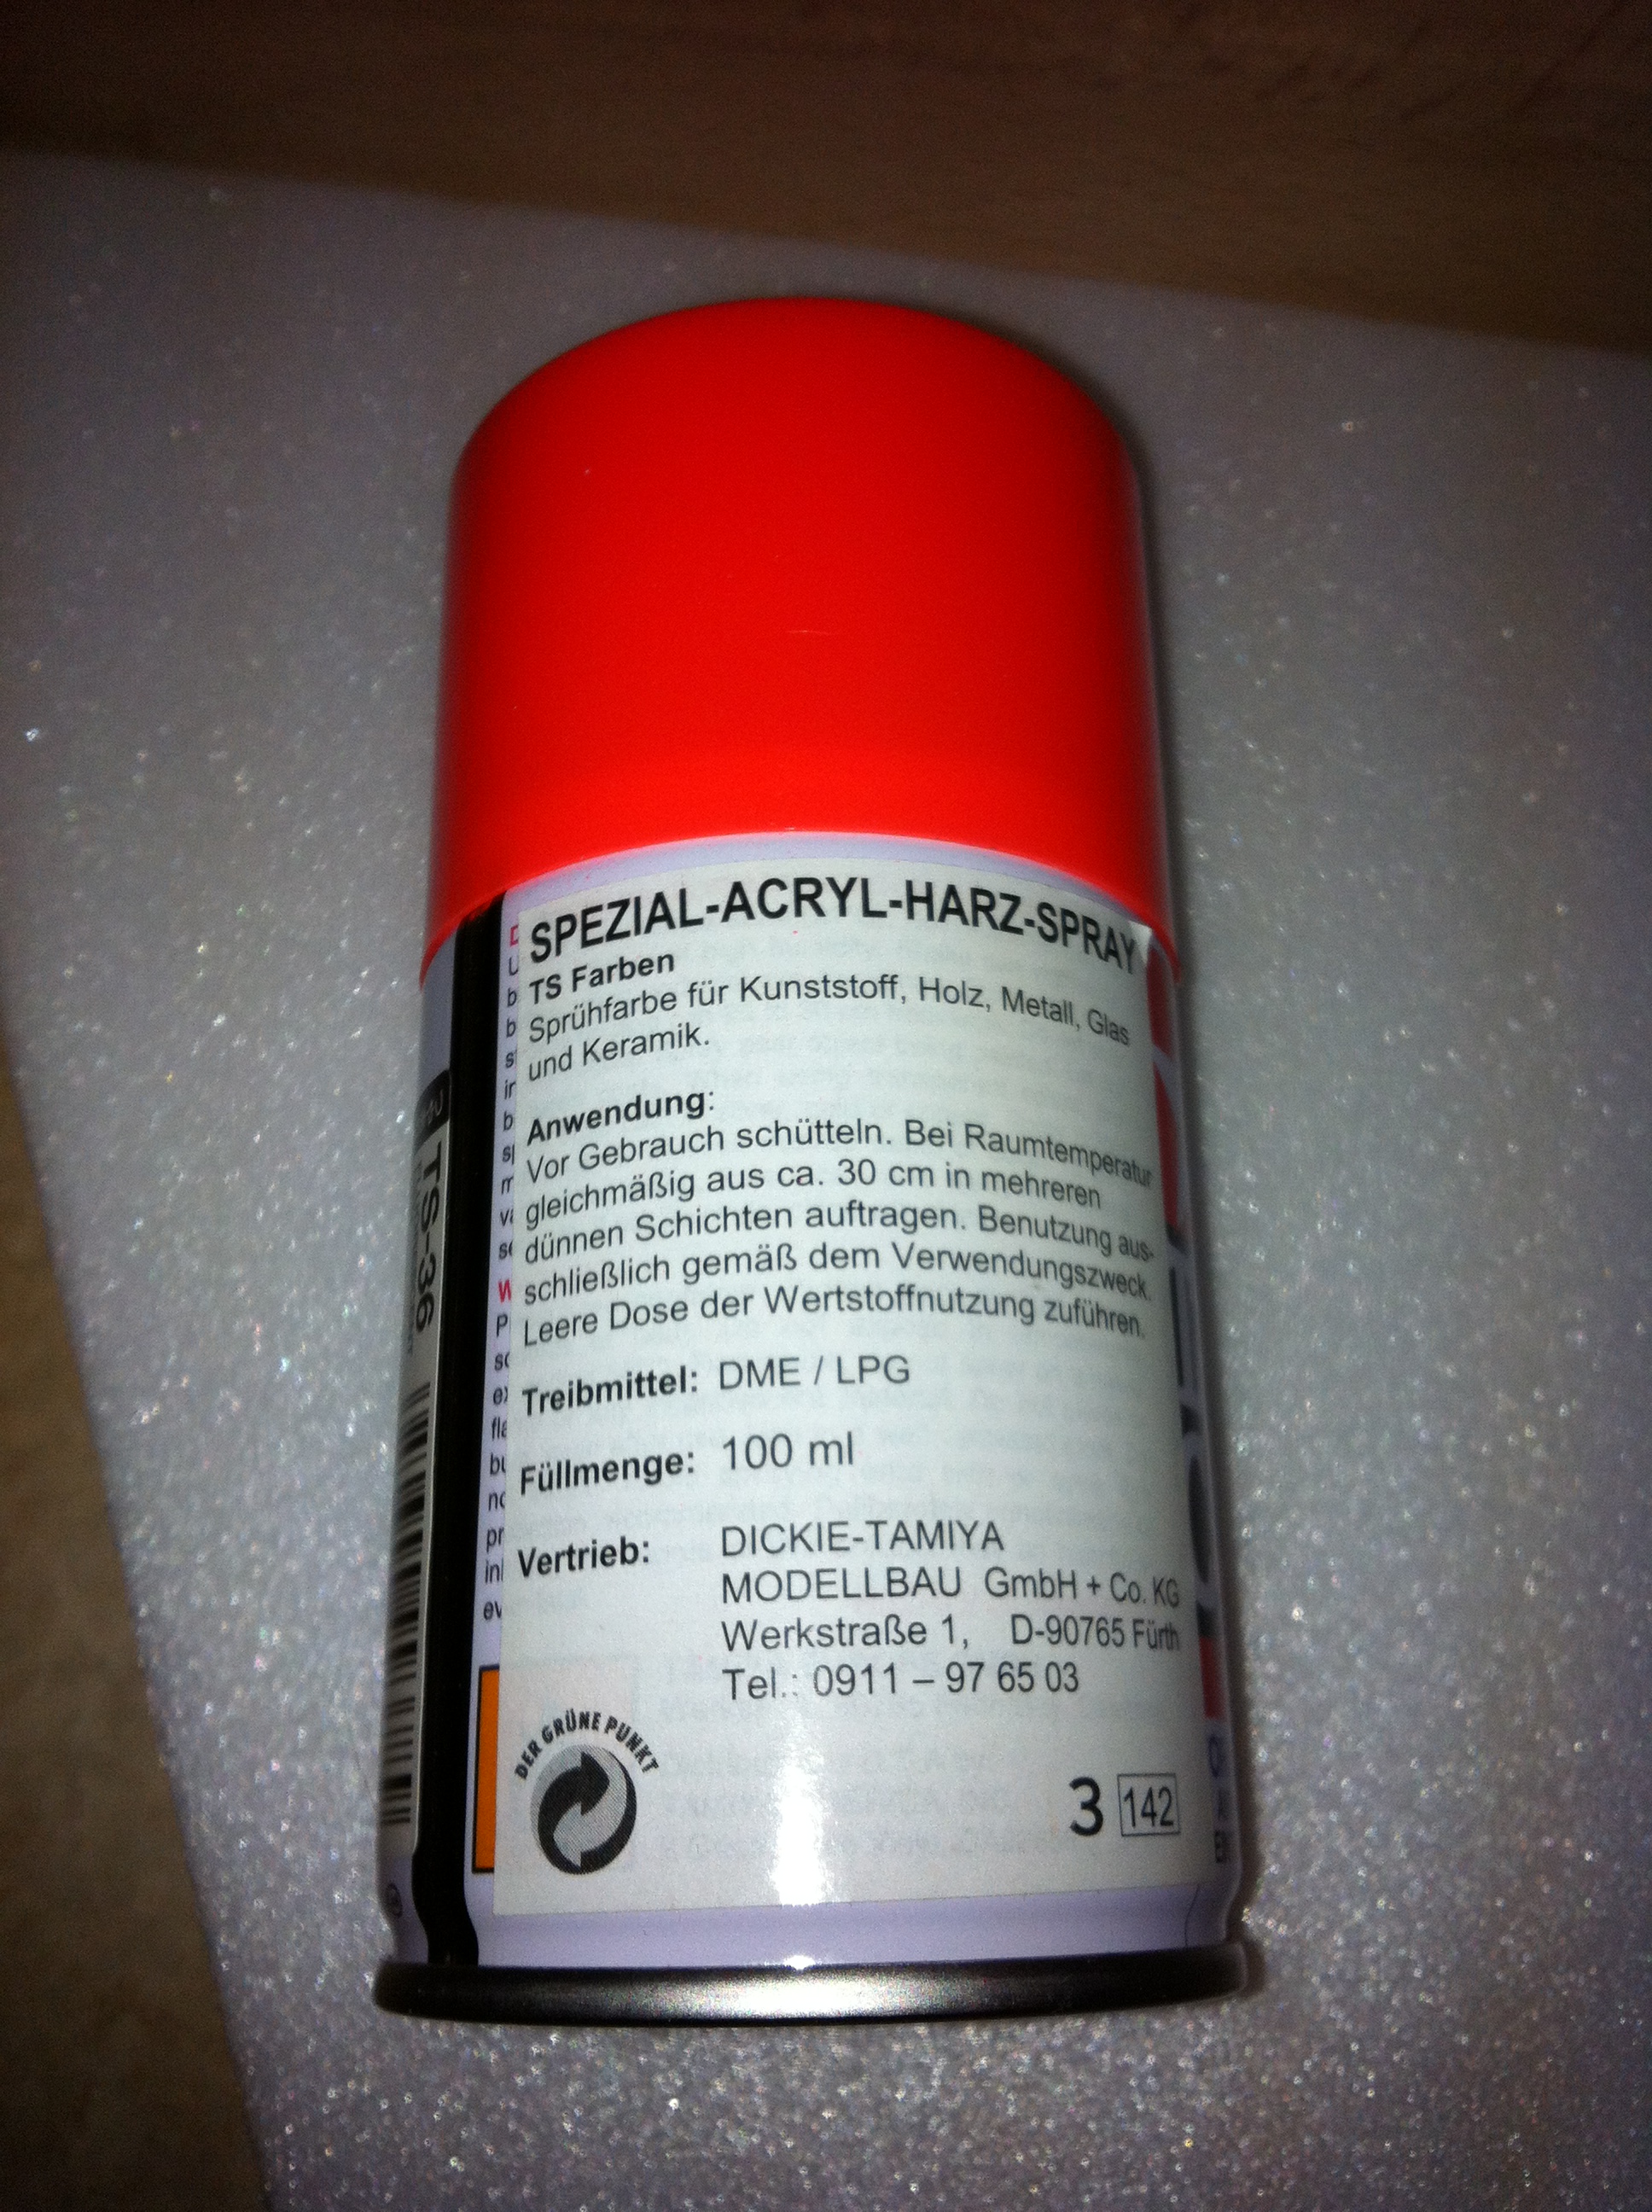 SPEZIAL-ACRYL-HARZ-SPRAY
TS Farben
Sprühfarbe für Kunststoff, Holz, Metall, Glas
und Keramik.
Anwendung:
Vor Gebrauch schütteln. Bei Raumtemperatur
gleichmäßig aus ca. 30 cm in mehreren
dünnen Schichten auftragen. Benutzung aus-
schließlich gemäß dem Verwendungszweck.
Leere Dose der Wertstoffnutzung zuführen.
Treibmittel: DME / LPG
Füllmenge: 100 ml
Vertrieb: DICKIE-TAMIYA
MODELLBAU GmbH + Co. KG
Werkstraße 1, D-90765 Fürth
Tel.: 0911 – 97 65 03
DER GRÜNE PUNKT
3 142
TS-36